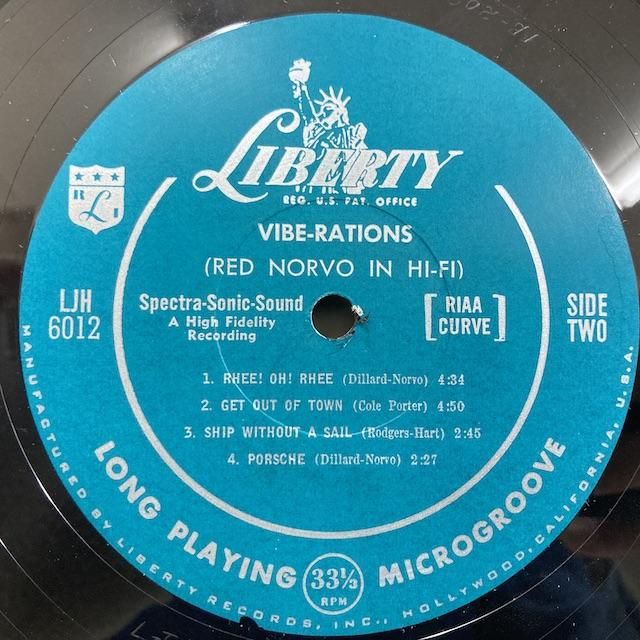 LIBERTY
REG. U.S. PAT. OFFICE
R L I
VIBE-RATIONS
(RED NORVO IN HI-FI)
LJH
6012
Spectra-Sonic-Sound
A High Fidelity
Recording
[RIAA
CURVE]
SIDE
TWO
1. RHEE! OH! RHEE (Dillard-Norvo) 4:34
2. GET OUT OF TOWN (Cole Porter) 4:50
3. SHIP WITHOUT A SAIL (Rodgers-Hart) 2:45
4. PORSCHE (Dillard-Norvo) 2:27
LONG PLAYING 33⅓ RPM MICROGROOVE
MANUFACTURED BY LIBERTY RECORDS, INC., HOLLYWOOD, CALIFORNIA, U.S.A.